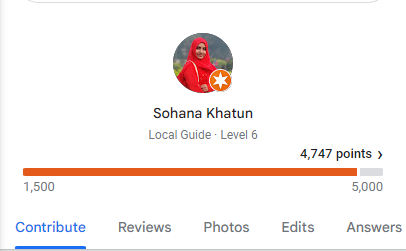 Sohana Khatun
Local Guide · Level 6
4,747 points ›
1,500 5,000
Contribute Reviews Photos Edits Answers